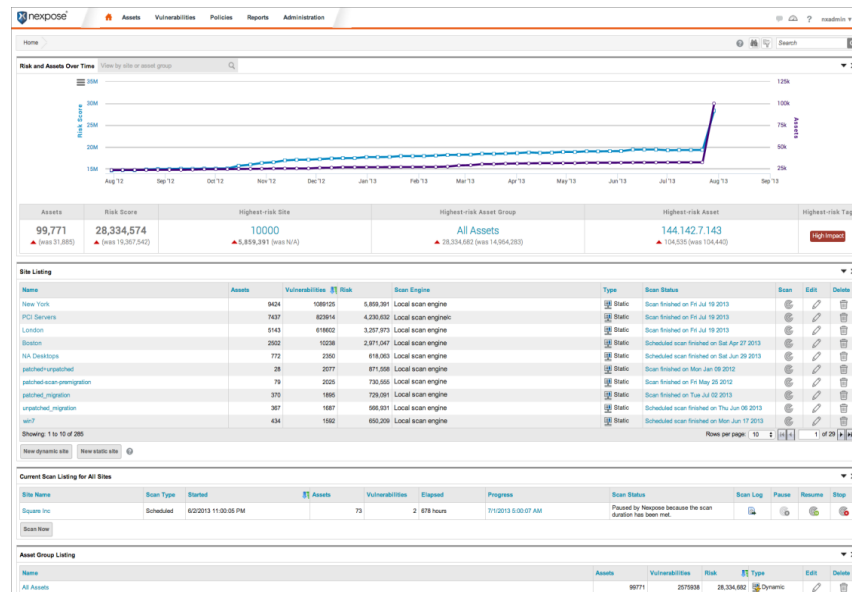 nexpose Assets Vulnerabilities Policies Reports Administration ? nxadmin
Home Search
Risk and Assets Over Time View by site or asset group
35M 125k
30M 100k
25M 75k
20M 50k
15M 25k
Risk Score
Assets
Aug '12 Sep '12 Oct '12 Nov '12 Dec '12 Jan '13 Feb '13 Mar '13 Apr '13 May '13 Jun '13 Jul '13 Aug '13 Sep '13
Assets Risk Score Highest-risk Site Highest-risk Asset Group Highest-risk Asset Highest-risk Tag
99,771 28,334,574 10000 All Assets 144.142.7.143 High Impact
(was 31,885) (was 19,367,542) 5,859,391 (was N/A) 28,334,682 (was 14,954,283) 104,535 (was 104,440)
Site Listing
Name Assets Vulnerabilities Risk Scan Engine Type Scan Status Scan Edit Delete
New York 9424 1089125 5,859,391 Local scan engine Static Scan finished on Fri Jul 19 2013
PCI Servers 7437 823914 4,230,632 Local scan engineic Static Scan finished on Fri Jul 19 2013
London 5143 618602 3,257,973 Local scan engine Static Scan finished on Fri Jul 19 2013
Boston 2502 10238 2,971,047 Local scan engine Static Scheduled scan finished on Sat Apr 27 2013
NA Desktops 772 2350 618,063 Local scan engine Static Scheduled scan finished on Sat Jun 29 2013
patched+unpatched 28 2077 871,558 Local scan engine Static Scan finished on Mon Jan 09 2012
patched-scan-premigration 79 2025 730,555 Local scan engine Static Scan finished on Fri May 25 2012
patched_migration 370 1895 729,091 Local scan engine Static Scan finished on Tue Jul 02 2013
unpatched_migration 367 1687 566,931 Local scan engine Static Scheduled scan finished on Thu Jun 06 2013
win7 434 1592 650,209 Local scan engine Static Scheduled scan finished on Mon Jun 17 2013
Showing: 1 to 10 of 285 Rows per page: 10 1 of 29
New dynamic site New static site
Current Scan Listing for All Sites
Site Name Scan Type Started Assets Vulnerabilities Elapsed Progress Scan Status Scan Log Pause Resume Stop
Square Inc Scheduled 6/2/2013 11:00:05 PM 73 2 678 hours 7/1/2013 5:00:07 AM Paused by Nexpose because the scan
duration has been met.
Scan Now
Asset Group Listing
Name Assets Vulnerabilities Risk Type Edit Delete
All Assets 99771 2575938 28,334,682 Dynamic